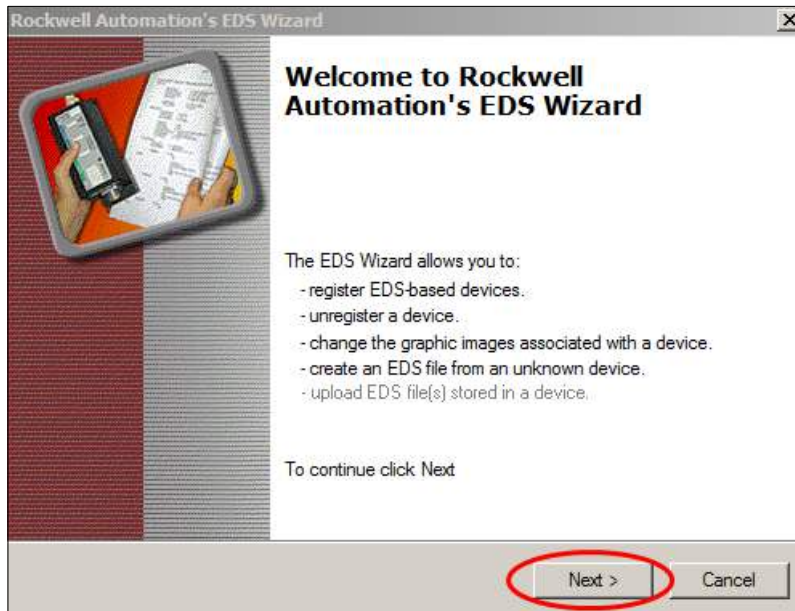 Rockwell Automation's EDS Wizard
Welcome to Rockwell
Automation's EDS Wizard
The EDS Wizard allows you to:
- register EDS-based devices.
- unregister a device.
- change the graphic images associated with a device.
- create an EDS file from an unknown device.
- upload EDS file(s) stored in a device.
To continue click Next
Next >
Cancel